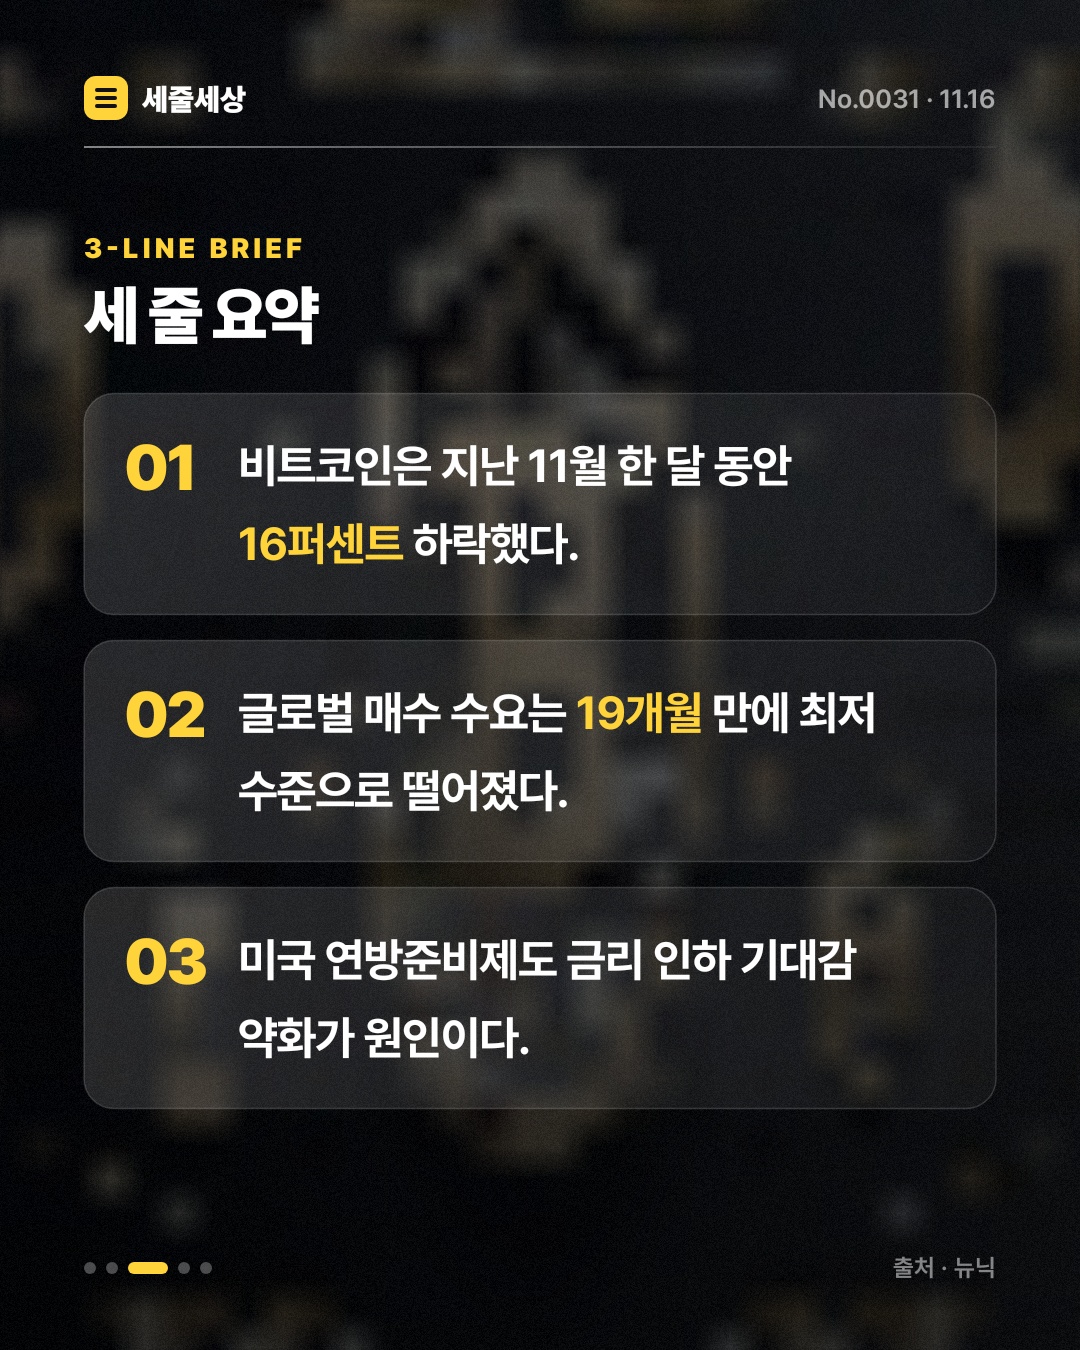 세줄세상
No.0031 · 11.16
3-LINE BRIEF
세 줄 요약
01 비트코인은 지난 11월 한 달 동안
16퍼센트 하락했다.
02 글로벌 매수 수요는 19개월 만에 최저
수준으로 떨어졌다.
03 미국 연방준비제도 금리 인하 기대감
약화가 원인이다.
출처 · 뉴닉